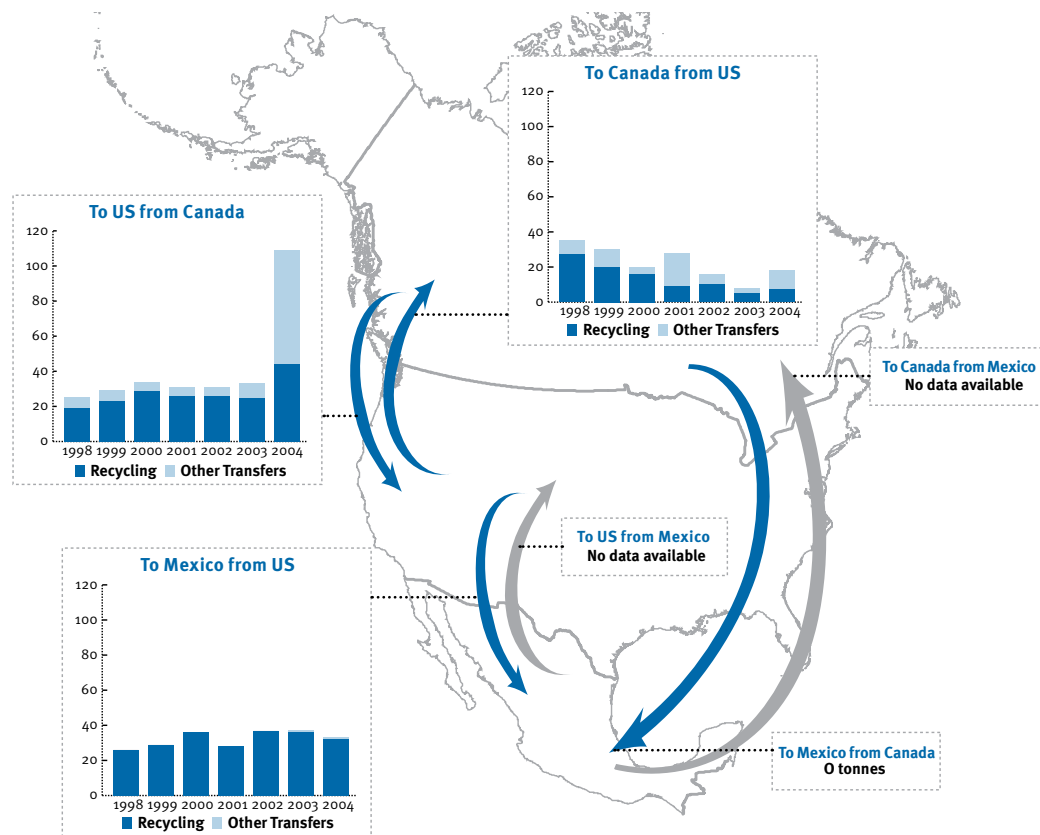 To Canada from US
120
100
80
60
40
20
0
1998 1999 2000 2001 2002 2003 2004
Recycling Other Transfers
To US from Canada
120
100
80
60
40
20
0
1998 1999 2000 2001 2002 2003 2004
Recycling Other Transfers
To Canada from Mexico
No data available
To US from Mexico
No data available
To Mexico from US
120
100
80
60
40
20
0
1998 1999 2000 2001 2002 2003 2004
Recycling Other Transfers
To Mexico from Canada
0 tonnes